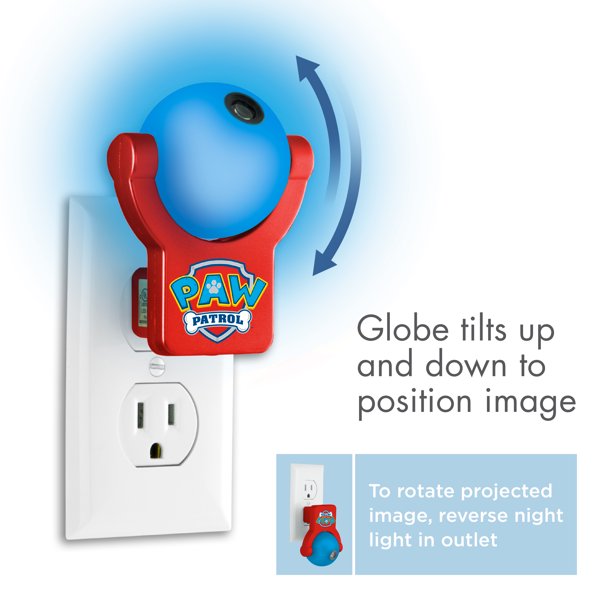 PAW
PATROL
Globe tilts up
and down to
position image
To rotate projected
image, reverse night
light in outlet